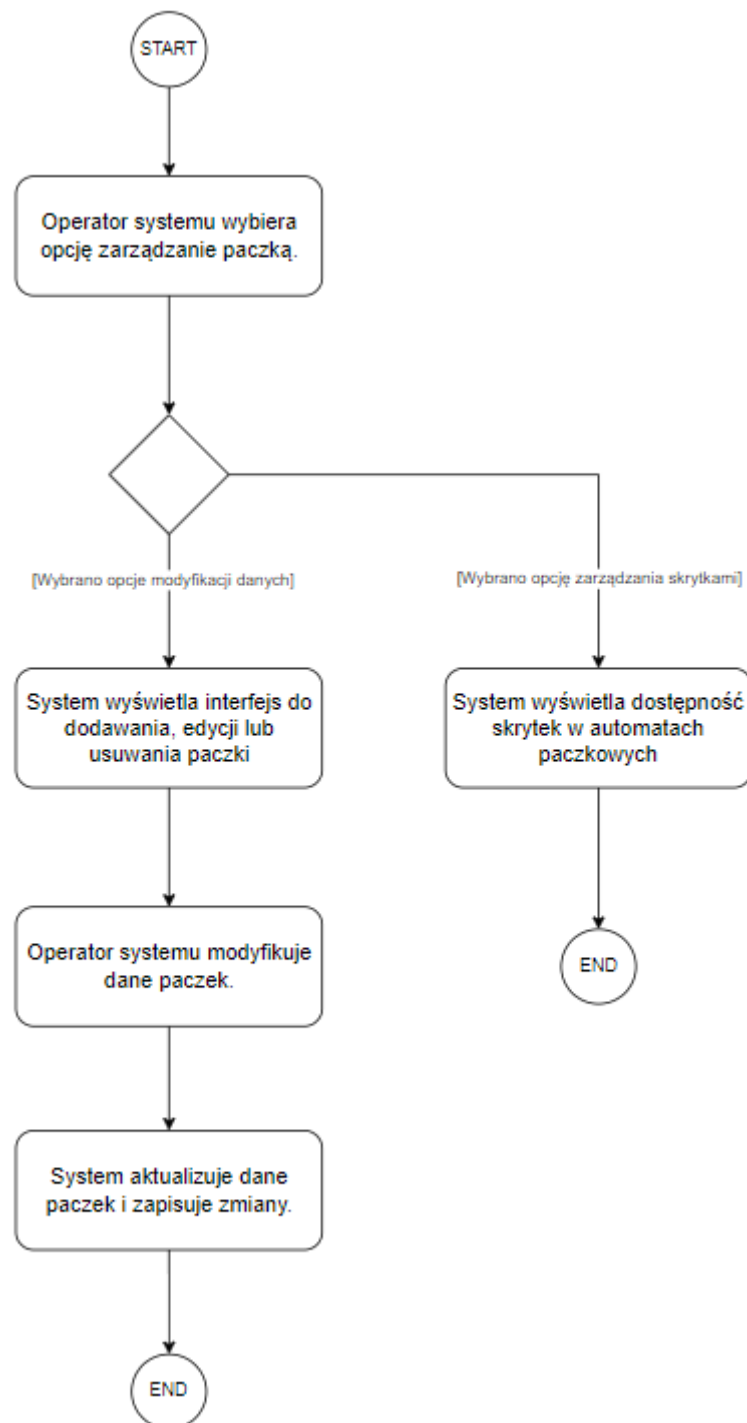 START
Operator systemu wybiera
opcję zarządzanie paczką.
[Wybrano opcje modyfikacji danych]
[Wybrano opcję zarządzania skrytkami]
System wyświetla interfejs do
dodawania, edycji lub
usuwania paczki
System wyświetla dostępność
skrytek w automatach
paczkowych
Operator systemu modyfikuje
dane paczek.
END
System aktualizuje dane
paczek i zapisuje zmiany.
END